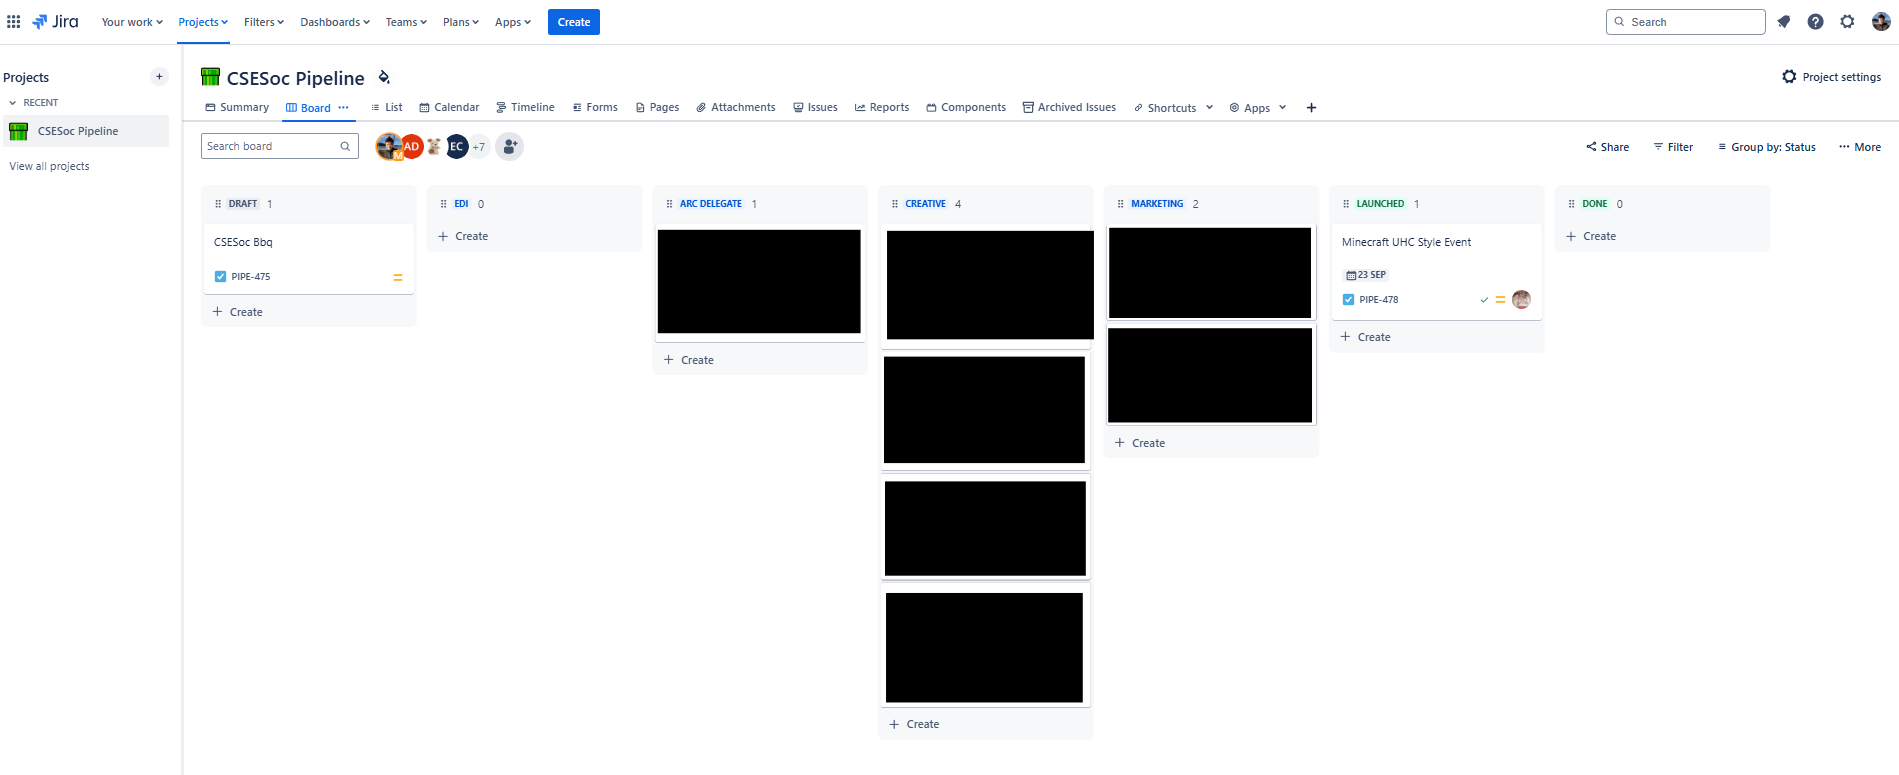 Jira Your work Projects Filters Dashboards Teams Plans Apps Create Search
Projects
RECENT
CSESoc Pipeline
View all projects
CSESoc Pipeline Project settings
Summary Board List Calendar Timeline Forms Pages Attachments Issues Reports Components Archived Issues Shortcuts Apps
Search board M AD EC +7 Share Filter Group by: Status More
DRAFT 1
CSESoc Bbq
PIPE-475
Create
EDI 0
Create
ARC DELEGATE 1
Create
CREATIVE 4
Create
MARKETING 2
Create
LAUNCHED 1
Minecraft UHC Style Event
23 SEP
PIPE-478
Create
DONE 0
Create